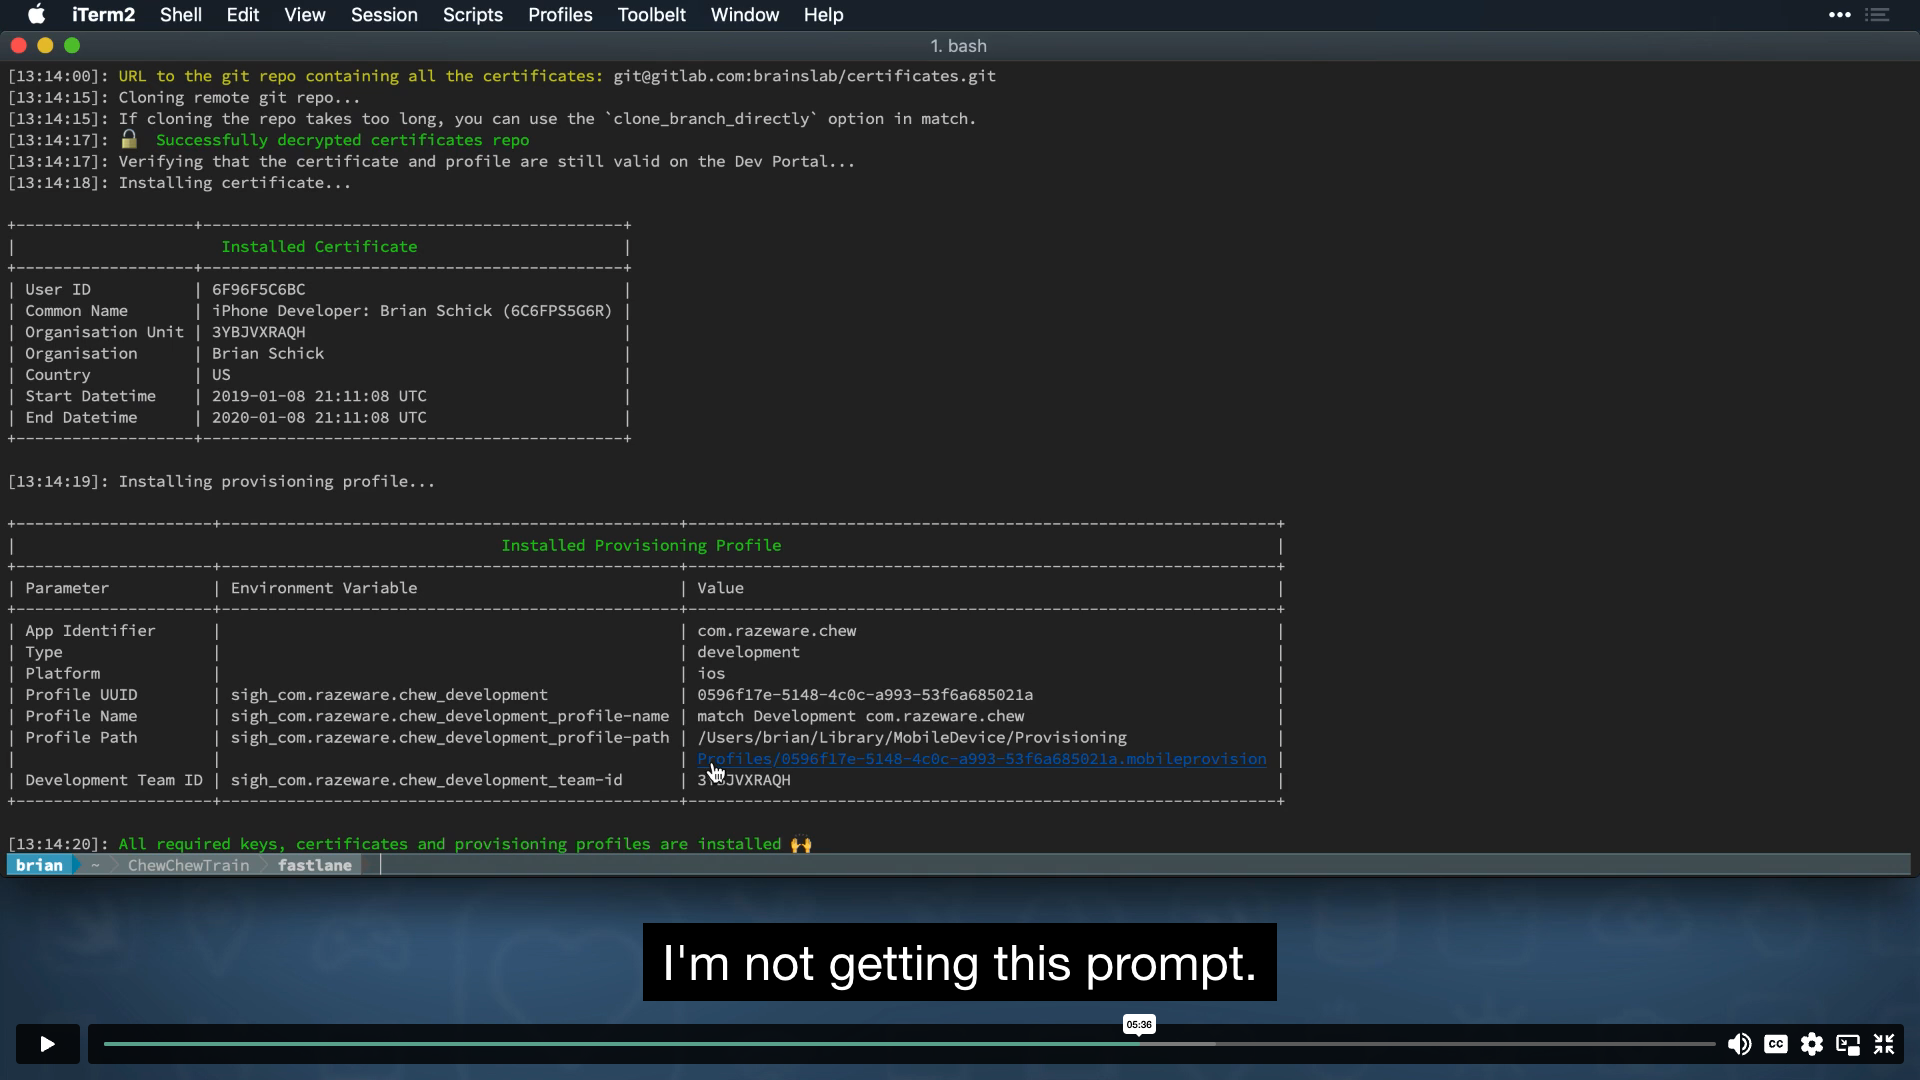 iTerm2 Shell Edit View Session Scripts Profiles Toolbelt Window Help
1. bash
[13:14:00]: URL to the git repo containing all the certificates: git@gitlab.com:brainslab/certificates.git
[13:14:15]: Cloning remote git repo...
[13:14:15]: If cloning the repo takes too long, you can use the `clone_branch_directly` option in match.
[13:14:17]: 🔓 Successfully decrypted certificates repo
[13:14:17]: Verifying that the certificate and profile are still valid on the Dev Portal...
[13:14:18]: Installing certificate...
Installed Certificate
User ID | 6F96F5C6BC
Common Name | iPhone Developer: Brian Schick (6C6FPS5G6R)
Organisation Unit | 3YBJVXRAQH
Organisation | Brian Schick
Country | US
Start Datetime | 2019-01-08 21:11:08 UTC
End Datetime | 2020-01-08 21:11:08 UTC
[13:14:19]: Installing provisioning profile...
Installed Provisioning Profile
Parameter | Environment Variable | Value
App Identifier | | com.razeware.chew
Type | | development
Platform | | ios
Profile UUID | sigh_com.razeware.chew_development | 0596f17e-5148-4c0c-a993-53f6a685021a
Profile Name | sigh_com.razeware.chew_development_profile-name | match Development com.razeware.chew
Profile Path | sigh_com.razeware.chew_development_profile-path | /Users/brian/Library/MobileDevice/Provisioning
Profiles/0596f17e-5148-4c0c-a993-53f6a685021a.mobileprovision
Development Team ID | sigh_com.razeware.chew_development_team-id | 3YBJVXRAQH
[13:14:20]: All required keys, certificates and provisioning profiles are installed 🙌
brian ~ ChewChewTrain fastlane
I'm not getting this prompt.
05:36
CC